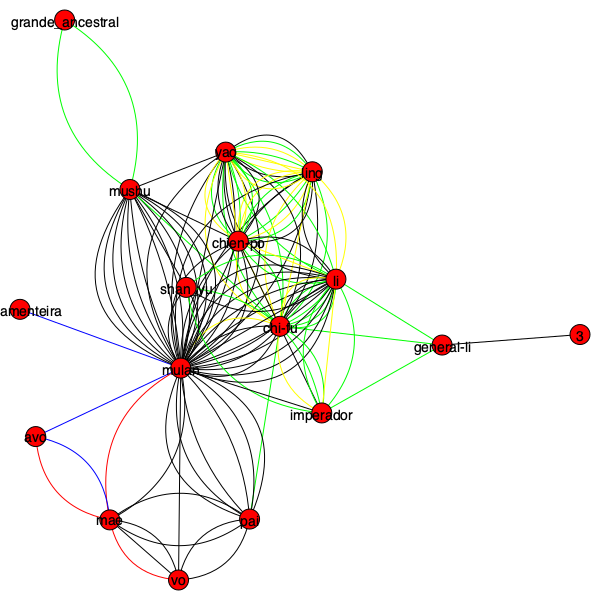 grande_ancestral
yao
ling
mushu
chien-po
shan_yu
li
amenteira
chi-fu
3
general-li
mulan
imperador
avo
mae
pai
vo